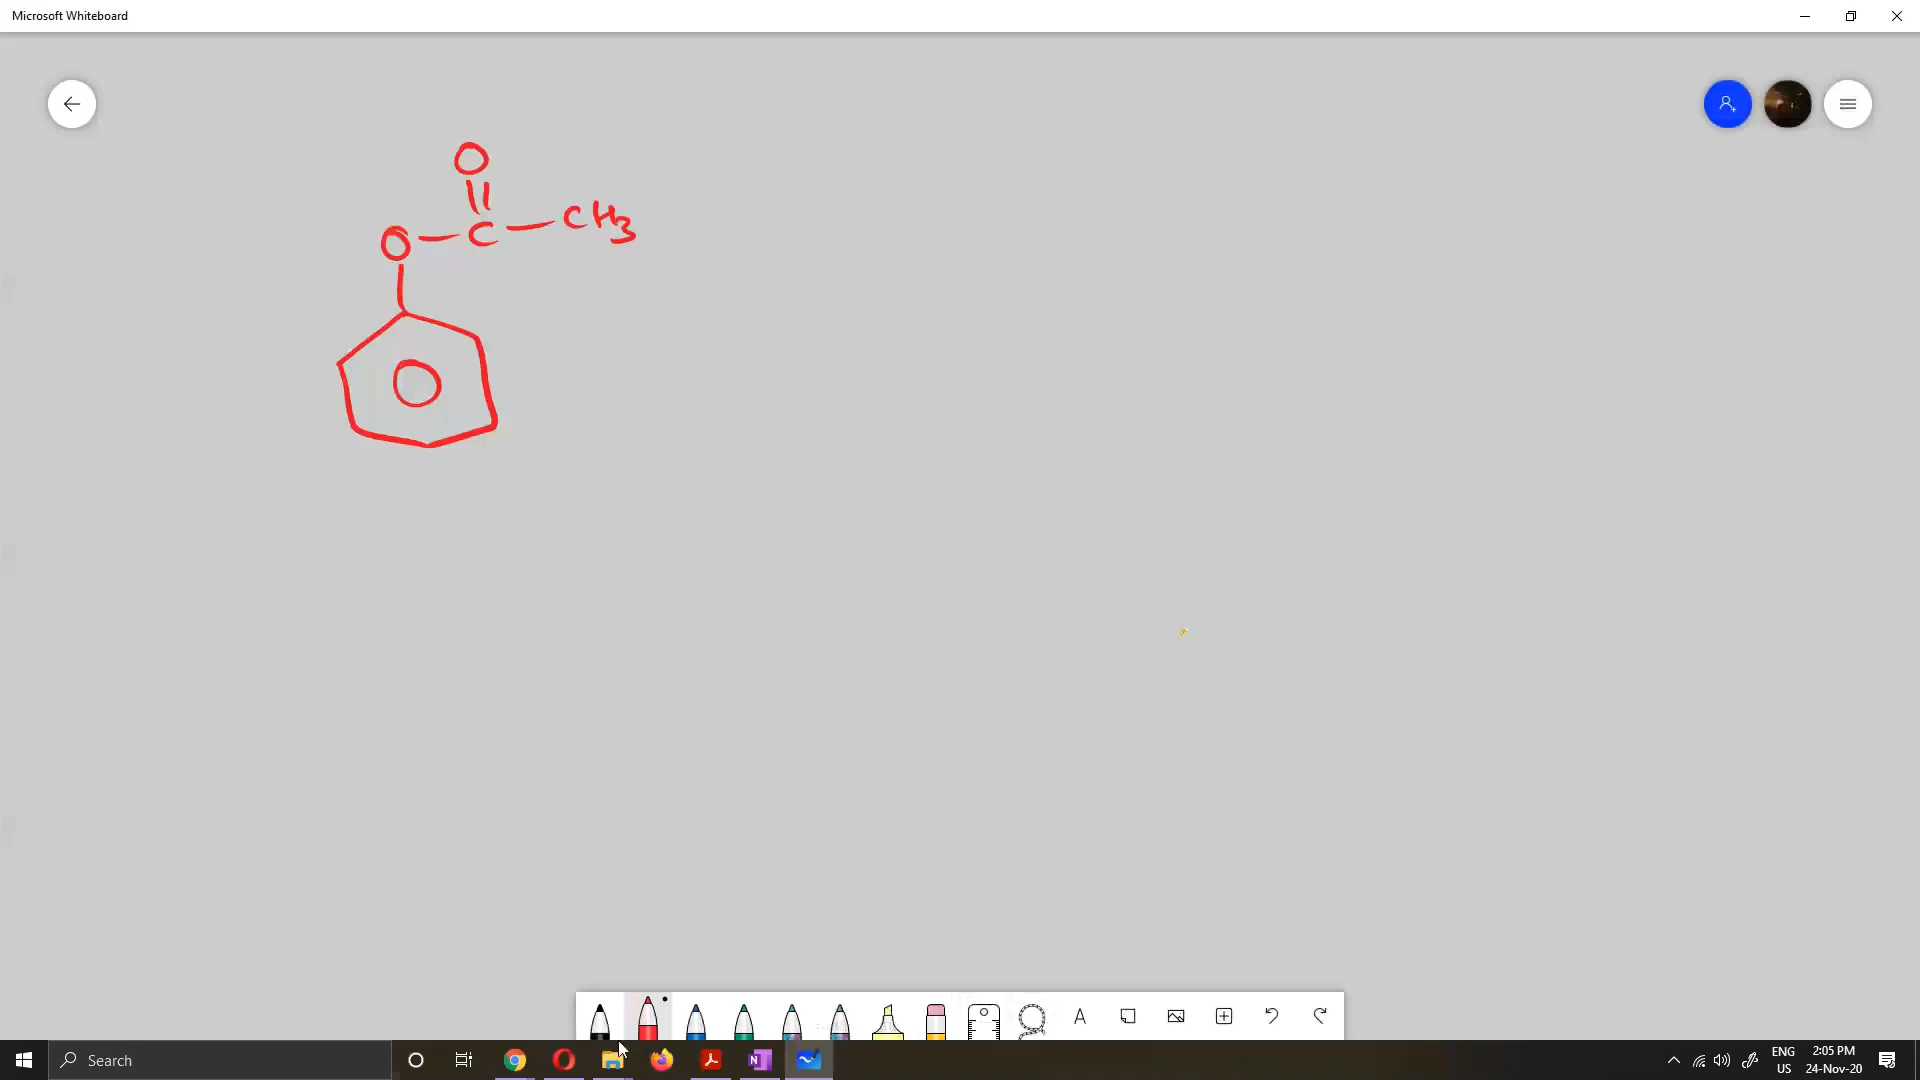 Microsoft Whiteboard
O
O - C - CH3
A
Search
N
ENG
US
2:05 PM
24-Nov-20